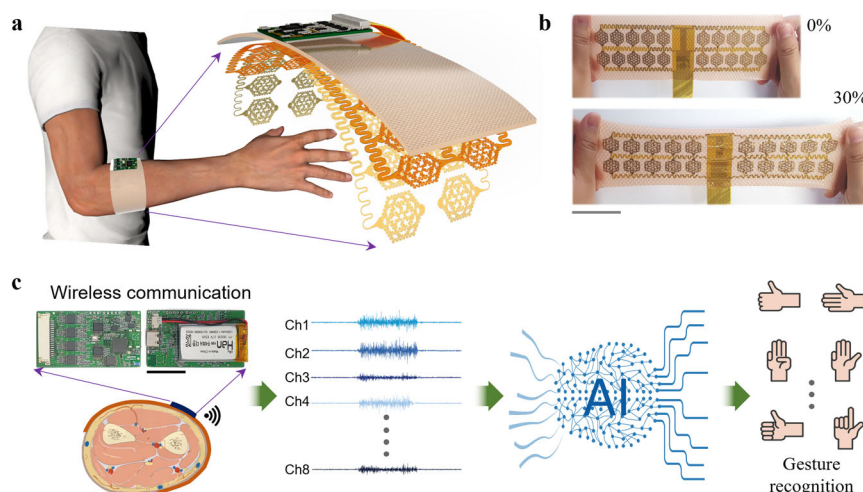 a
b
0%
30%
c
Wireless communication
Ch1
Ch2
Ch3
Ch4
Ch8
AI
Gesture
recognition